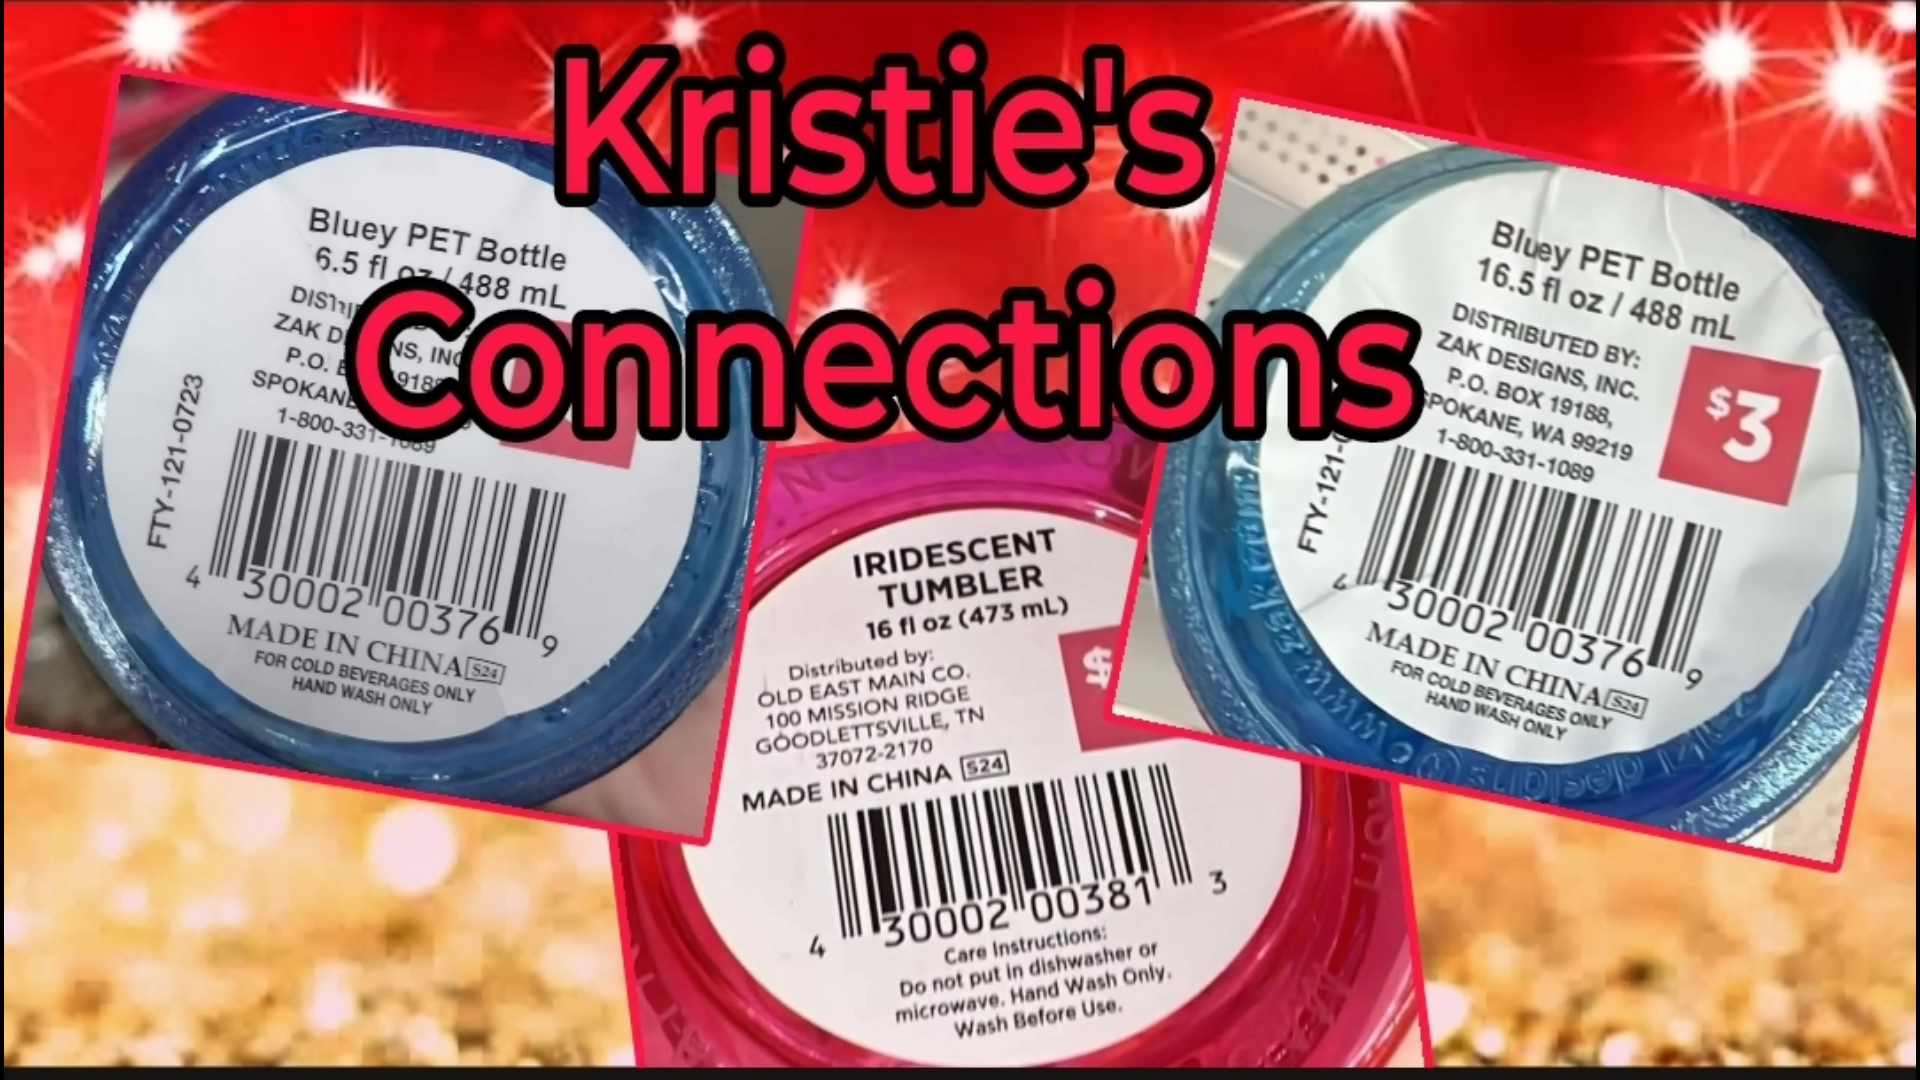 Kristie's
Connections
Bluey PET Bottle
6.5 fl oz / 488 mL
ZAK
NS, INC
P.O.
1918
SPOKANE
1-800-331-1089
FTY-121-0723
4 30002 00376 9
MADE IN CHINA S24
FOR COLD BEVERAGES ONLY
HAND WASH ONLY
IRIDESCENT
TUMBLER
16 fl oz (473 mL)
Distributed by:
OLD EAST MAIN CO.
100 MISSION RIDGE
GOODLETTSVILLE, TN
37072-2170
MADE IN CHINA S24
$
4 30002 00381 3
Care Instructions:
Do not put in dishwasher or
microwave. Hand Wash Only.
Wash Before Use.
Bluey PET Bottle
16.5 fl oz / 488 mL
DISTRIBUTED BY:
ZAK DESIGNS, INC.
P.O. BOX 19188,
SPOKANE, WA 99219
1-800-331-1089
$3
FTY-121-
4 30002 00376 9
MADE IN CHINA S24
FOR COLD BEVERAGES ONLY
HAND WASH ONLY